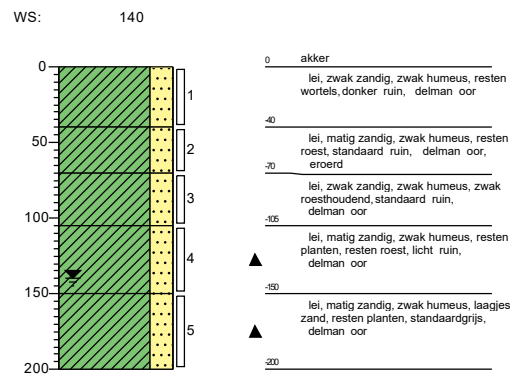 WS: 140
0
50
100
150
200
1
2
3
4
5
0 akker
lei, zwak zandig, zwak humeus, resten
wortels, donker ruin, delman oor
-40
lei, matig zandig, zwak humeus, resten
roest, standaard ruin, delman oor,
eroerd
-70
lei, zwak zandig, zwak humeus, zwak
roesthoudend, standaard ruin,
delman oor
-105
lei, matig zandig, zwak humeus, resten
planten, resten roest, licht ruin,
delman oor
-150
lei, matig zandig, zwak humeus, laagjes
zand, resten planten, standaardgrijs,
delman oor
-200